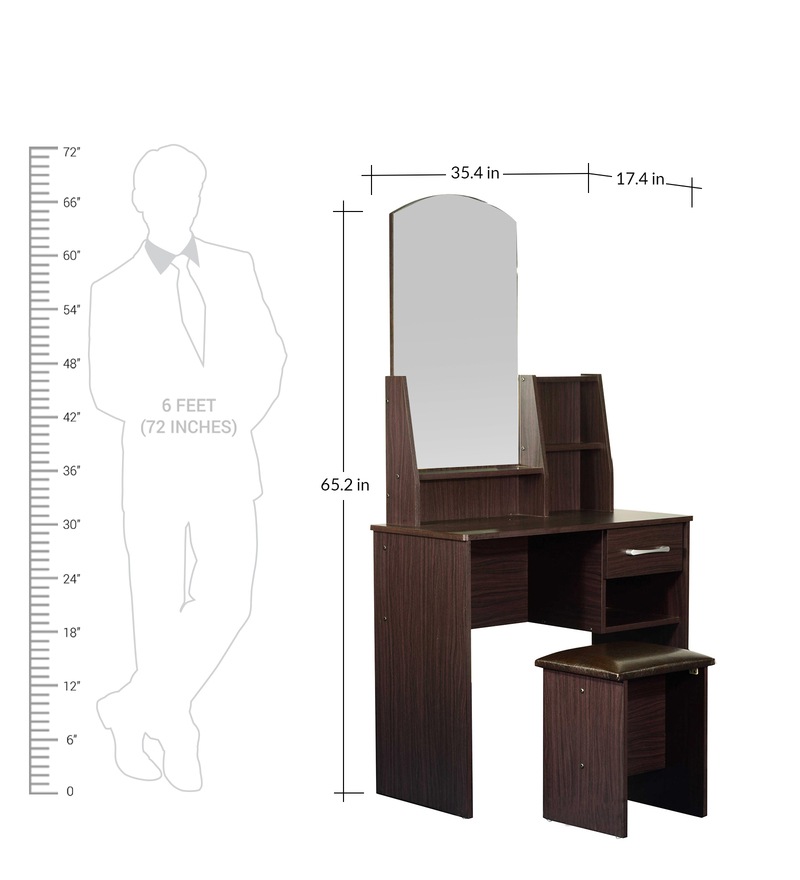 72”
66”
60”
54”
48”
42”
36”
30”
24”
18”
12”
6”
0
6 FEET
(72 INCHES)
35.4 in
17.4 in
65.2 in